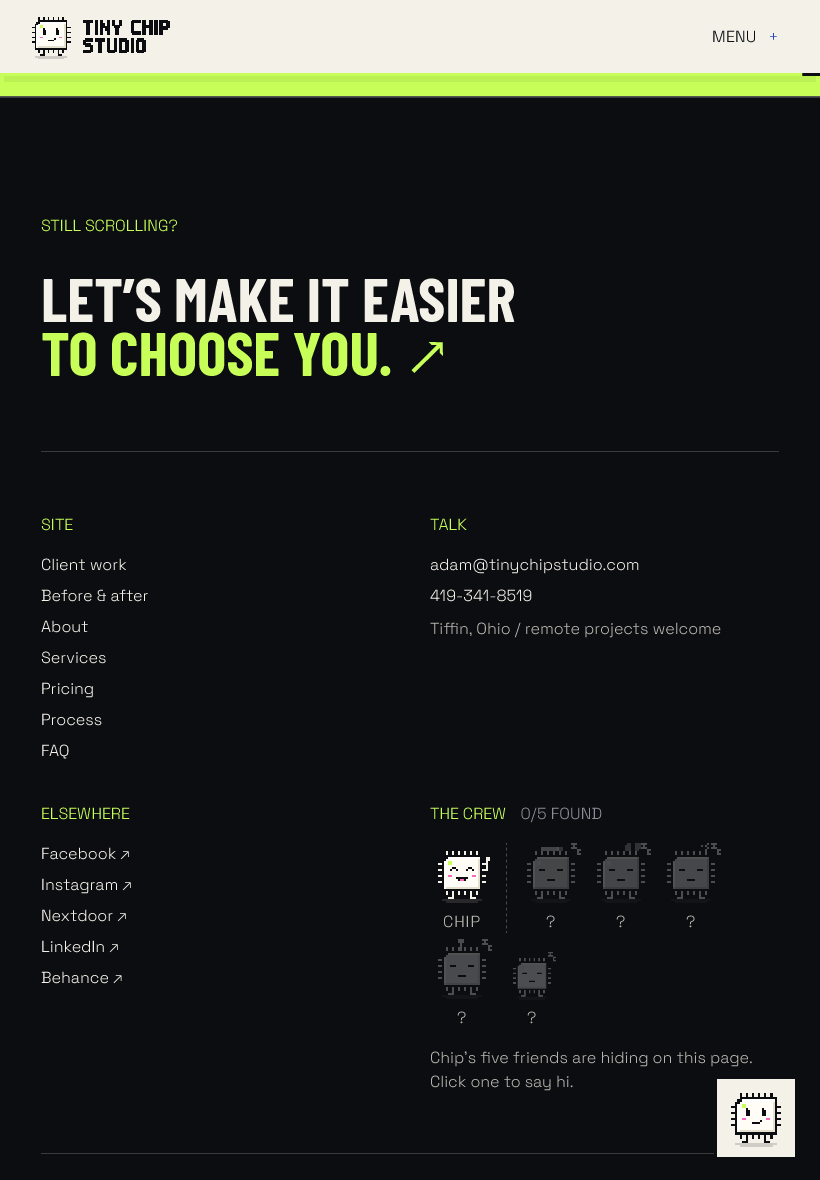 TINY CHIP
STUDIO
MENU +
STILL SCROLLING?
LET’S MAKE IT EASIER
TO CHOOSE YOU. ↗
SITE
Client work
Before & after
About
Services
Pricing
Process
FAQ
TALK
adam@tinychipstudio.com
419-341-8519
Tiffin, Ohio / remote projects welcome
ELSEWHERE
Facebook ↗
Instagram ↗
Nextdoor ↗
LinkedIn ↗
Behance ↗
THE CREW 0/5 FOUND
CHIP ? ? ?
? ?
Chip's five friends are hiding on this page.
Click one to say hi.